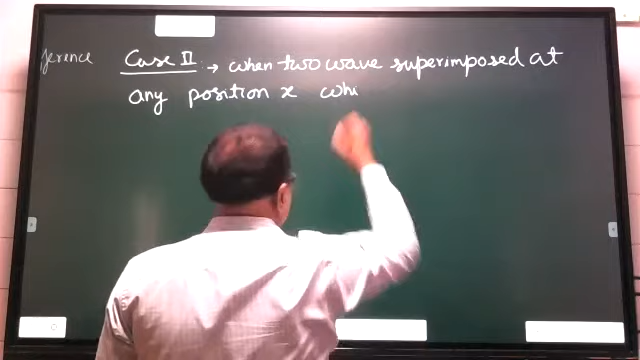 ference Case II :→ when two wave superimposed at
any position x whi